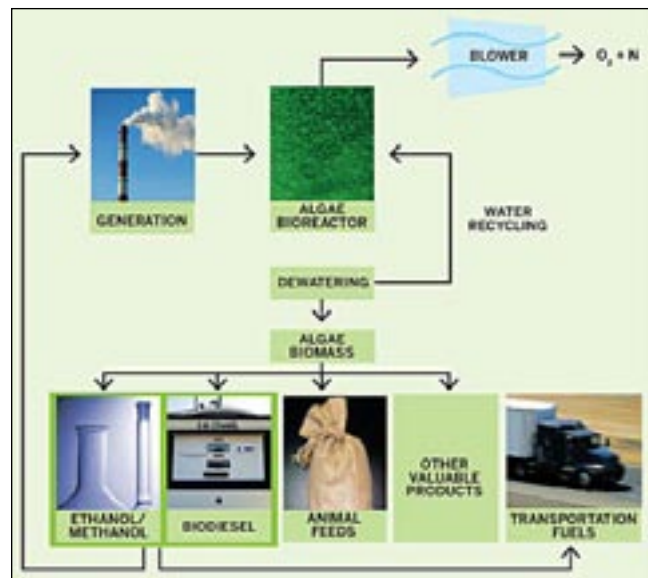 BLOWER
O2 + N
GENERATION
ALGAE
BIOREACTOR
WATER
RECYCLING
DEWATERING
ALGAE
BIOMASS
ETHANOL/
METHANOL
BIODIESEL
ANIMAL
FEEDS
OTHER
VALUABLE
PRODUCTS
TRANSPORTATION
FUELS